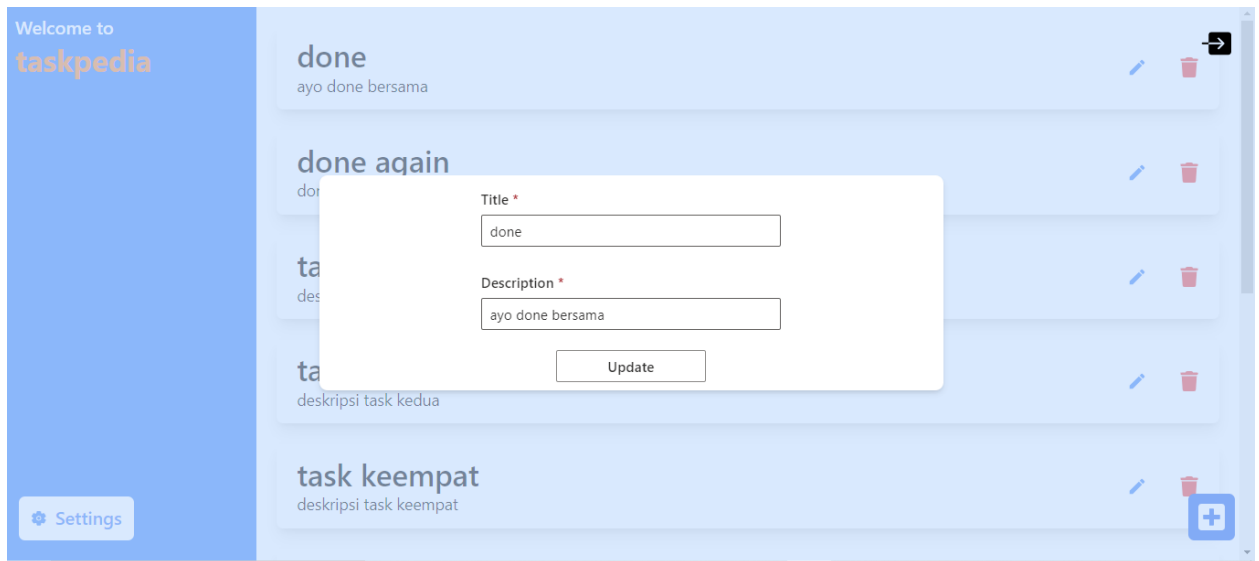 Welcome to
taskpedia
done
ayo done bersama
done again
Title *
done
Description *
ayo done bersama
Update
deskripsi task kedua
task keempat
deskripsi task keempat
Settings